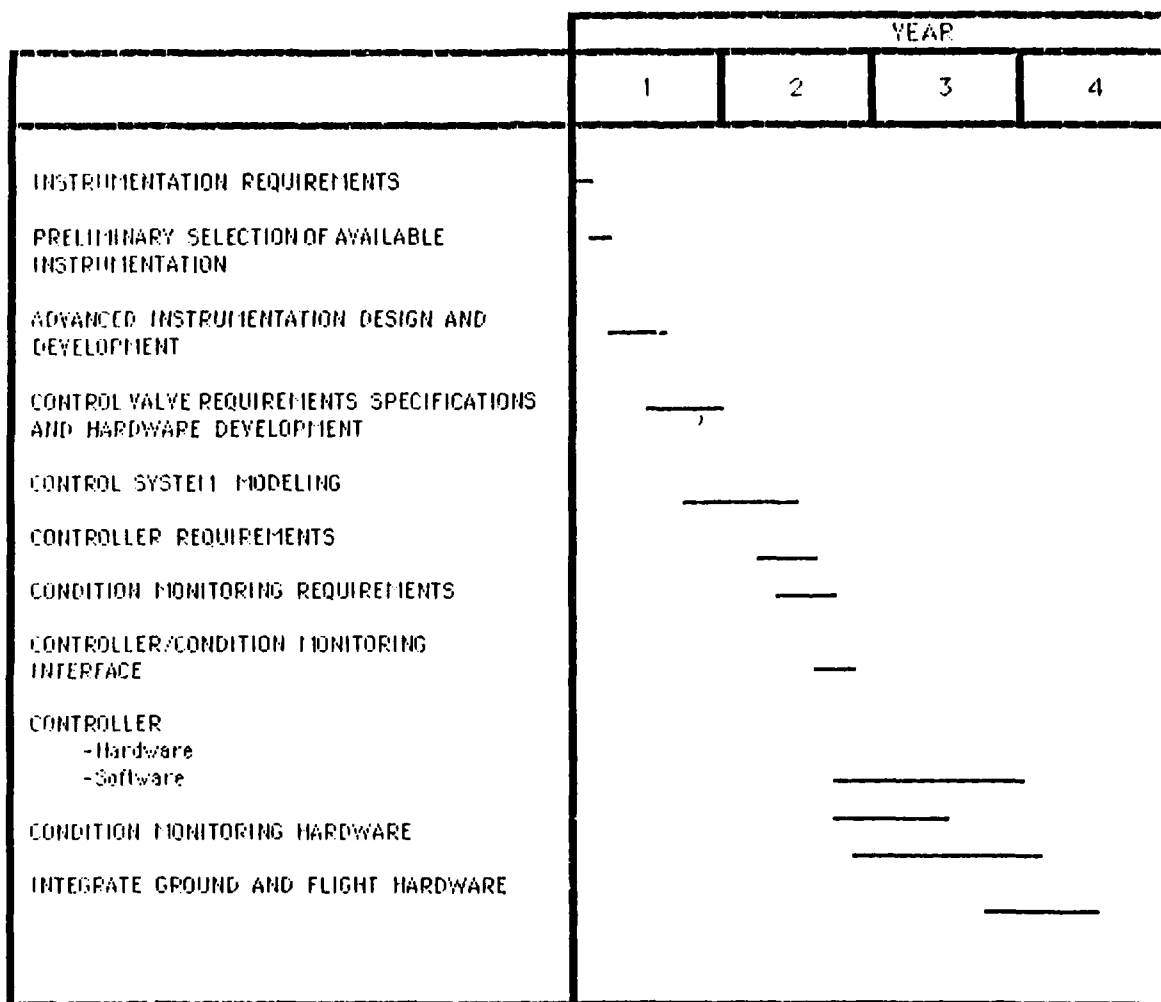 YEAR
1 2 3 4
INSTRUMENTATION REQUIREMENTS
PRELIMINARY SELECTION OF AVAILABLE
INSTRUMENTATION
ADVANCED INSTRUMENTATION DESIGN AND
DEVELOPMENT
CONTROL VALVE REQUIREMENTS SPECIFICATIONS
AND HARDWARE DEVELOPMENT
CONTROL SYSTEM MODELING
CONTROLLER REQUIREMENTS
CONDITION MONITORING REQUIREMENTS
CONTROLLER/CONDITION MONITORING
INTERFACE
CONTROLLER
-Hardware
-Software
CONDITION MONITORING HARDWARE
INTEGRATE GROUND AND FLIGHT HARDWARE